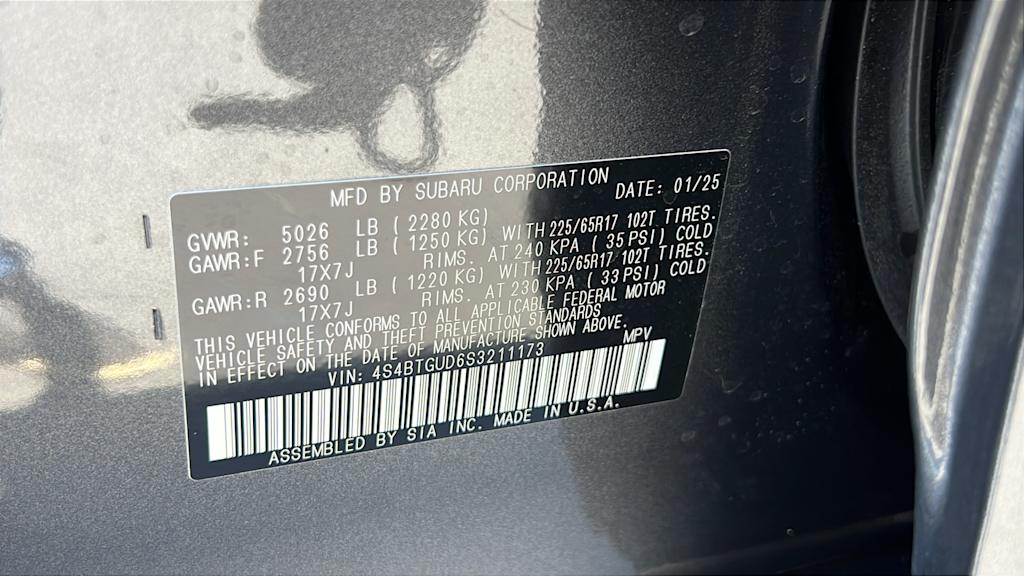 MFD BY SUBARU CORPORATION DATE: 01/25
GVWR: 5026 LB (2280 KG)
GAWR:F 2756 LB (1250 KG) WITH 225/65R17 102T TIRES.
17X7J RIMS. AT 240 KPA (35 PSI) COLD
GAWR:R 2690 LB (1220 KG) WITH 225/65R17 102T TIRES.
17X7J RIMS. AT 230 KPA (33 PSI) COLD
THIS VEHICLE CONFORMS TO ALL APPLICABLE FEDERAL MOTOR
VEHICLE SAFETY AND THEFT PREVENTION STANDARDS
IN EFFECT ON THE DATE OF MANUFACTURE SHOWN ABOVE.
VIN: 4S4BTGUD6S3211173 MPV
ASSEMBLED BY SIA INC. MADE IN U.S.A.